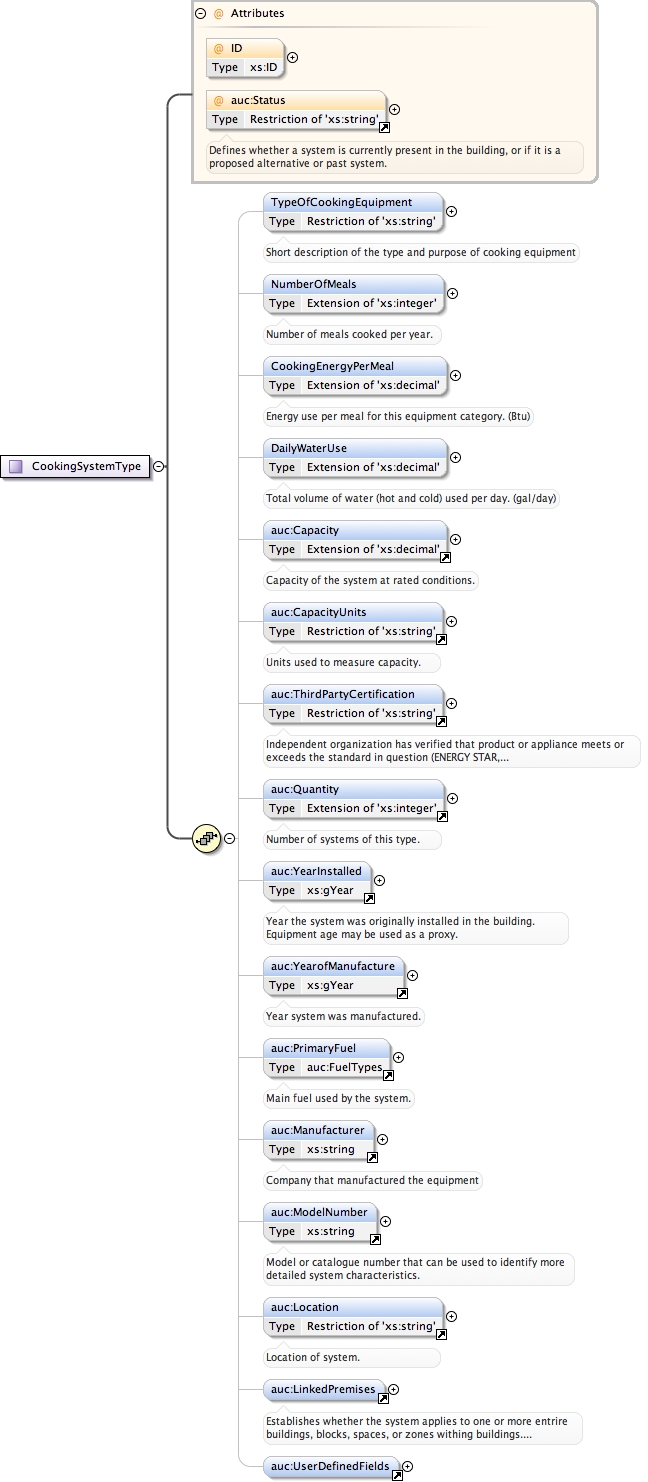 @ Attributes
@ ID
Type xs:ID
@ auc:Status
Type Restriction of 'xs:string'
Defines whether a system is currently present in the building, or if it is a
proposed alternative or past system.
TypeOfCookingEquipment
Type Restriction of 'xs:string'
Short description of the type and purpose of cooking equipment
NumberOfMeals
Type Extension of 'xs:integer'
Number of meals cooked per year.
CookingEnergyPerMeal
Type Extension of 'xs:decimal'
Energy use per meal for this equipment category. (Btu)
DailyWaterUse
Type Extension of 'xs:decimal'
Total volume of water (hot and cold) used per day. (gal/day)
CookingSystemType
auc:Capacity
Type Extension of 'xs:decimal'
Capacity of the system at rated conditions.
auc:CapacityUnits
Type Restriction of 'xs:string'
Units used to measure capacity.
auc:ThirdPartyCertification
Type Restriction of 'xs:string'
Independent organization has verified that product or appliance meets or
exceeds the standard in question (ENERGY STAR,...
auc:Quantity
Type Extension of 'xs:integer'
Number of systems of this type.
auc:YearInstalled
Type xs:gYear
Year the system was originally installed in the building.
Equipment age may be used as a proxy.
auc:YearofManufacture
Type xs:gYear
Year system was manufactured.
auc:PrimaryFuel
Type auc:FuelTypes
Main fuel used by the system.
auc:Manufacturer
Type xs:string
Company that manufactured the equipment
auc:ModelNumber
Type xs:string
Model or catalogue number that can be used to identify more
detailed system characteristics.
auc:Location
Type Restriction of 'xs:string'
Location of system.
auc:LinkedPremises
Establishes whether the system applies to one or more entrire
buildings, blocks, spaces, or zones withing buildings....
auc:UserDefinedFields